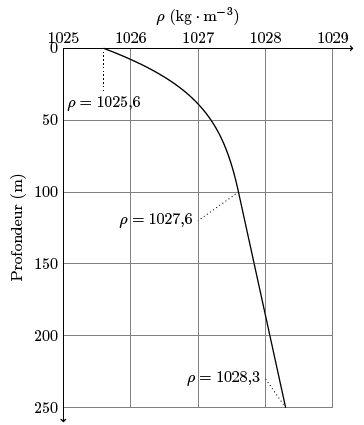 ρ (kg · m⁻³)
1025 1026 1027 1028 1029
0
ρ = 1025,6
50
100
ρ = 1027,6
Profondeur (m)
150
200
ρ = 1028,3
250